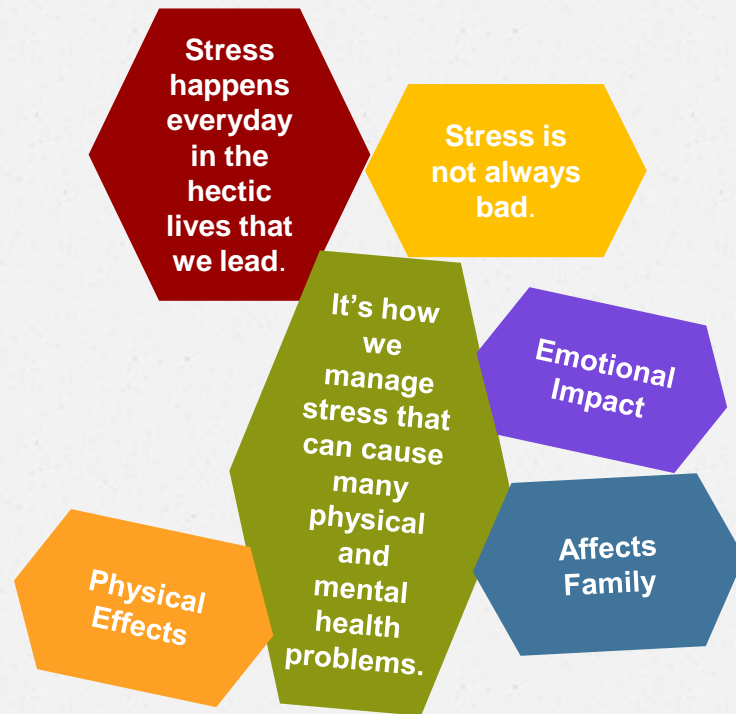 Stress
happens
everyday
in the
hectic
lives that
we lead.
Stress is
not always
bad.
It’s how
we
manage
stress that
can cause
many
physical
and
mental
health
problems.
Emotional
Impact
Affects
Family
Physical
Effects